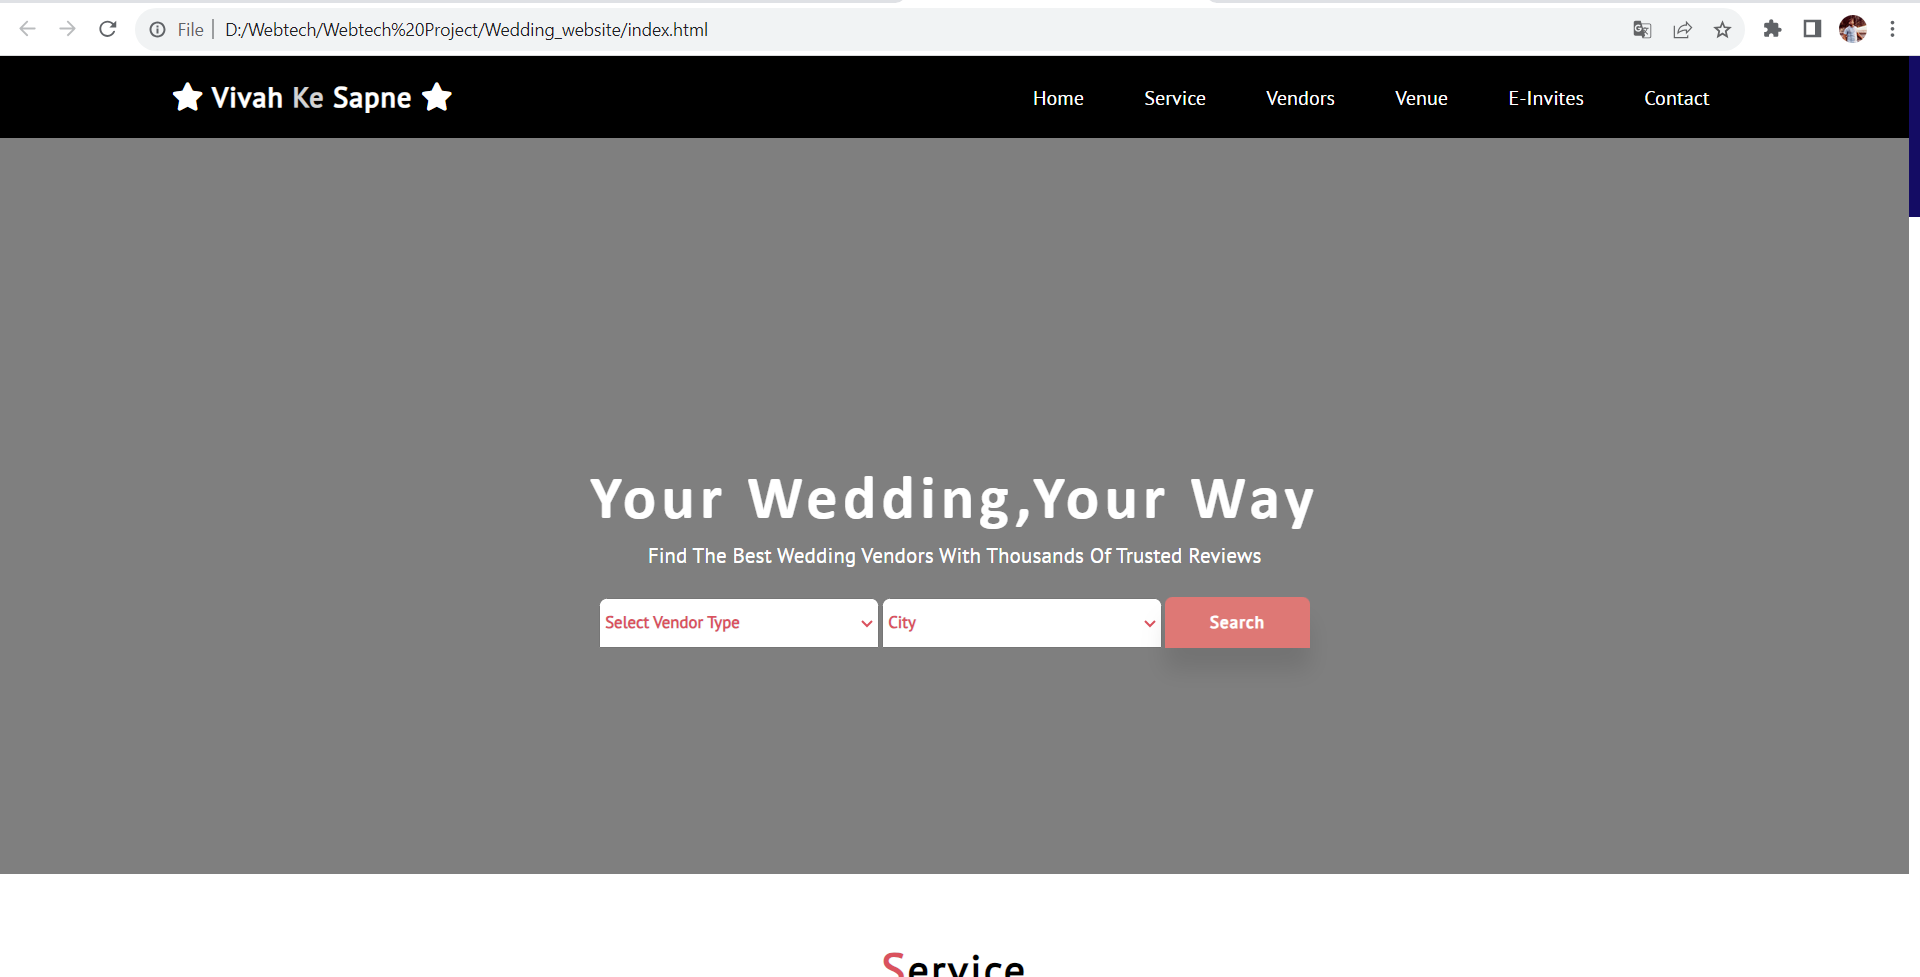 File D:/Webtech/Webtech%20Project/Wedding_website/index.html
Vivah Ke Sapne
Home Service Vendors Venue E-Invites Contact
Your Wedding,Your Way
Find The Best Wedding Vendors With Thousands Of Trusted Reviews
Select Vendor Type City Search
Service